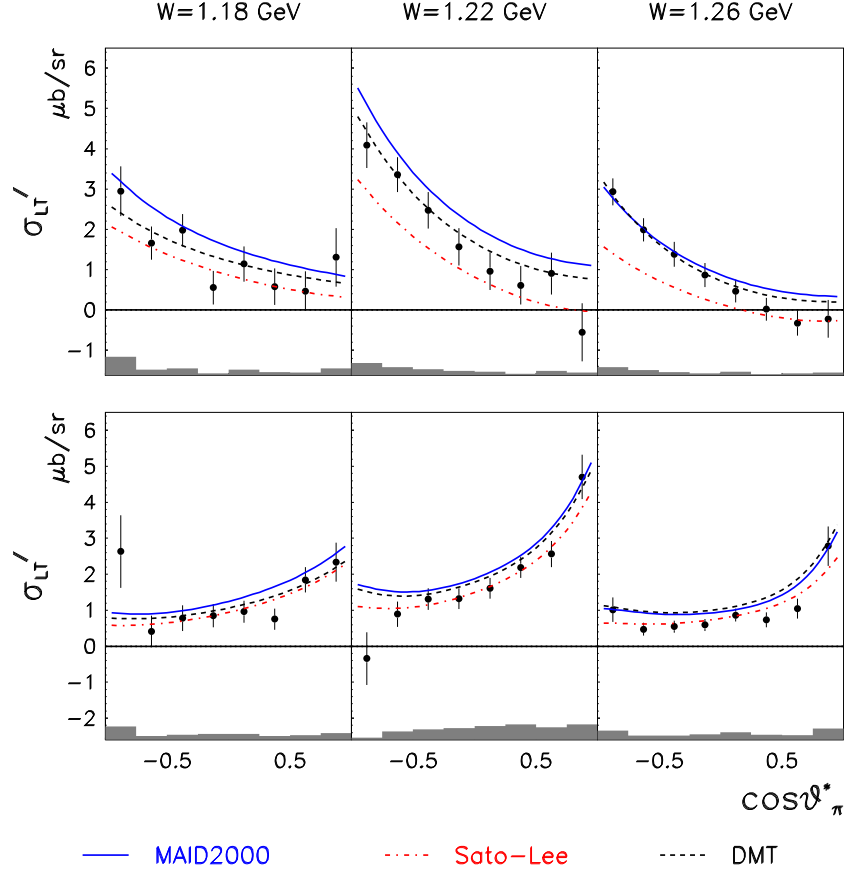 W=1.18 GeV W=1.22 GeV W=1.26 GeV
σLT′ μb/sr
6
5
4
3
2
1
0
−1
σLT′ μb/sr
6
5
4
3
2
1
0
−1
−2
−0.5 0.5 −0.5 0.5 −0.5 0.5
cosϑ*π
MAID2000 Sato-Lee DMT